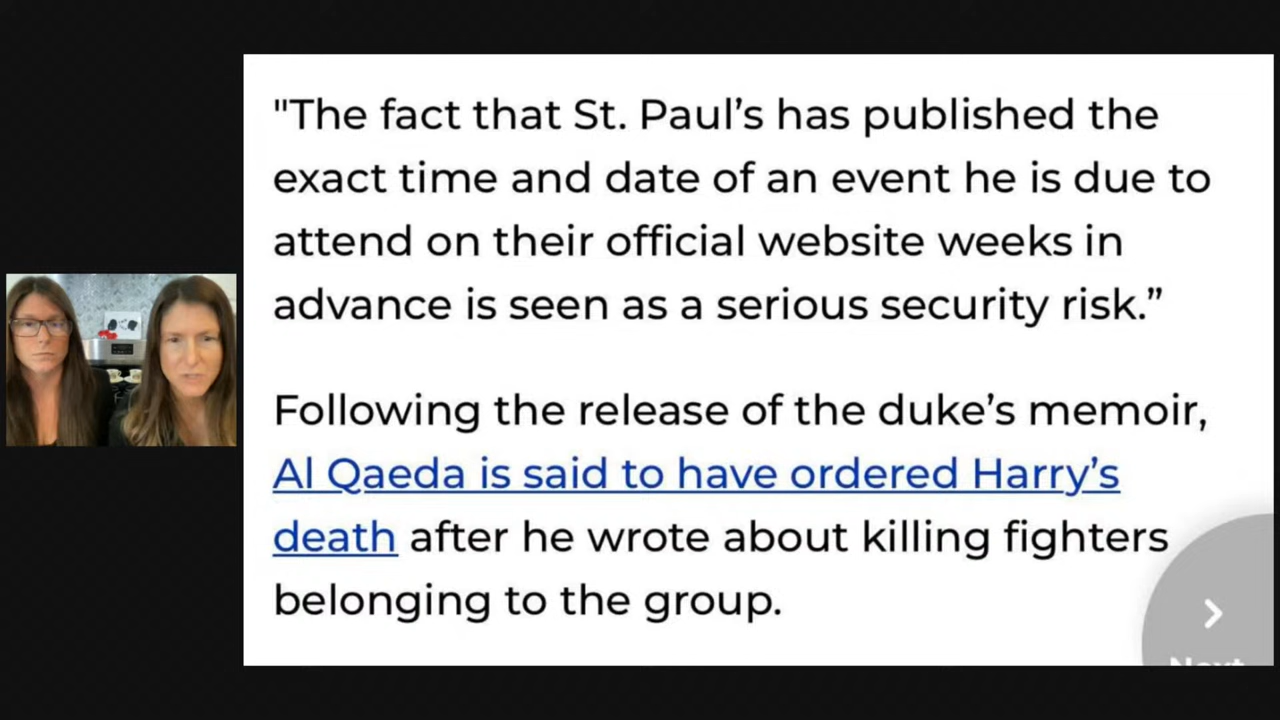 "The fact that St. Paul’s has published the
exact time and date of an event he is due to
attend on their official website weeks in
advance is seen as a serious security risk.”
Following the release of the duke’s memoir,
Al Qaeda is said to have ordered Harry’s
death after he wrote about killing fighters
belonging to the group.
Next